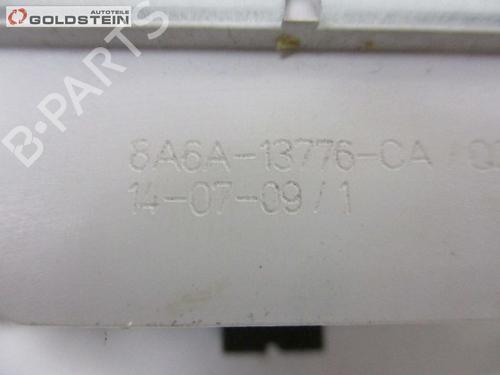 AUTOTEILE
GOLDSTEIN
8A6A-13776-CA
14-07-09/1
B-PARTS